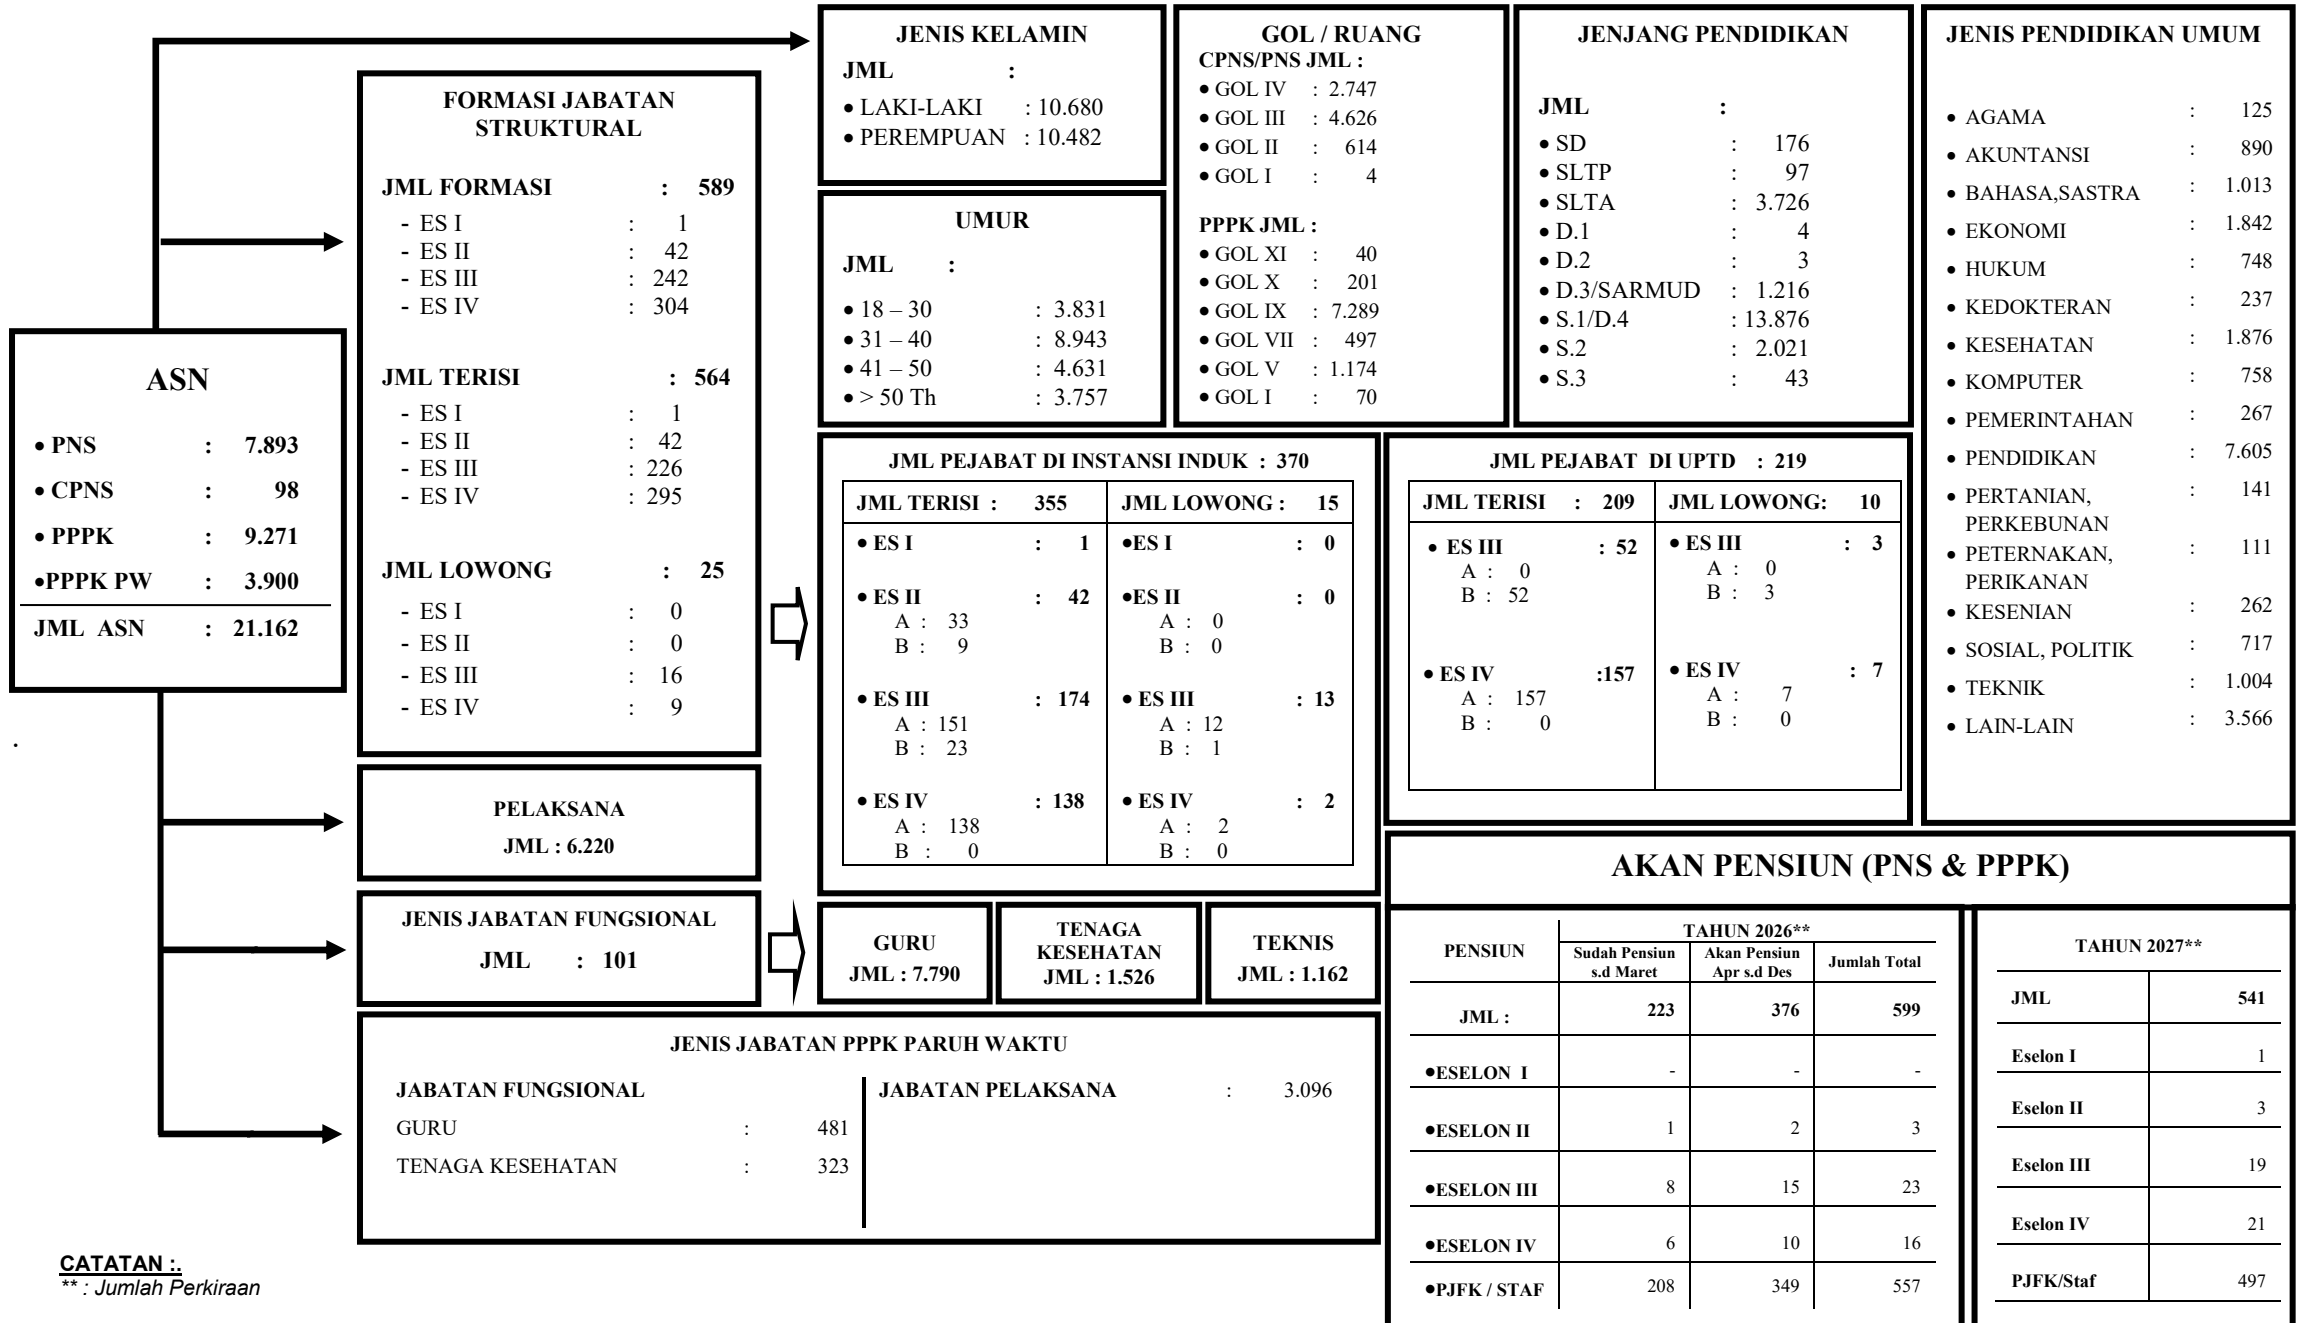 ASN
• PNS : 7.893
• CPNS : 98
• PPPK : 9.271
•PPPK PW : 3.900
JML ASN : 21.162
.
FORMASI JABATAN
STRUKTURAL
JML FORMASI : 589
- ES I : 1
- ES II : 42
- ES III : 242
- ES IV : 304
JML TERISI : 564
- ES I : 1
- ES II : 42
- ES III : 226
- ES IV : 295
JML LOWONG : 25
- ES I : 0
- ES II : 0
- ES III : 16
- ES IV : 9
PELAKSANA
JML : 6.220
JENIS JABATAN FUNGSIONAL
JML : 101
JENIS KELAMIN
JML :
• LAKI-LAKI : 10.680
• PEREMPUAN : 10.482
UMUR
JML :
• 18 – 30 : 3.831
• 31 – 40 : 8.943
• 41 – 50 : 4.631
• > 50 Th : 3.757
GOL / RUANG
CPNS/PNS JML :
• GOL IV : 2.747
• GOL III : 4.626
• GOL II : 614
• GOL I : 4
PPPK JML :
• GOL XI : 40
• GOL X : 201
• GOL IX : 7.289
• GOL VII : 497
• GOL V : 1.174
• GOL I : 70
JENJANG PENDIDIKAN
JML :
• SD : 176
• SLTP : 97
• SLTA : 3.726
• D.1 : 4
• D.2 : 3
• D.3/SARMUD : 1.216
• S.1/D.4 : 13.876
• S.2 : 2.021
• S.3 : 43
JENIS PENDIDIKAN UMUM
• AGAMA : 125
• AKUNTANSI : 890
• BAHASA,SASTRA : 1.013
• EKONOMI : 1.842
• HUKUM : 748
• KEDOKTERAN : 237
• KESEHATAN : 1.876
• KOMPUTER : 758
• PEMERINTAHAN : 267
• PENDIDIKAN : 7.605
• PERTANIAN, : 141
PERKEBUNAN
• PETERNAKAN, : 111
PERIKANAN
• KESENIAN : 262
• SOSIAL, POLITIK : 717
• TEKNIK : 1.004
• LAIN-LAIN : 3.566
JML PEJABAT DI INSTANSI INDUK : 370
JML TERISI : 355
• ES I : 1
• ES II : 42
A : 33
B : 9
• ES III : 174
A : 151
B : 23
• ES IV : 138
A : 138
B : 0
JML LOWONG : 15
•ES I : 0
•ES II : 0
A : 0
B : 0
• ES III : 13
A : 12
B : 1
• ES IV : 2
A : 2
B : 0
JML PEJABAT DI UPTD : 219
JML TERISI : 209
• ES III : 52
A : 0
B : 52
• ES IV :157
A : 157
B : 0
JML LOWONG: 10
• ES III : 3
A : 0
B : 3
• ES IV : 7
A : 7
B : 0
GURU
JML : 7.790
TENAGA
KESEHATAN
JML : 1.526
TEKNIS
JML : 1.162
JENIS JABATAN PPPK PARUH WAKTU
JABATAN FUNGSIONAL
GURU : 481
TENAGA KESEHATAN : 323
JABATAN PELAKSANA : 3.096
AKAN PENSIUN (PNS & PPPK)
PENSIUN
TAHUN 2026**
Sudah Pensiun Akan Pensiun Jumlah Total
s.d Maret Apr s.d Des
JML : 223 376 599
•ESELON I - - -
•ESELON II 1 2 3
•ESELON III 8 15 23
•ESELON IV 6 10 16
•PJFK / STAF 208 349 557
TAHUN 2027**
JML 541
Eselon I 1
Eselon II 3
Eselon III 19
Eselon IV 21
PJFK/Staf 497
CATATAN :.
** : Jumlah Perkiraan